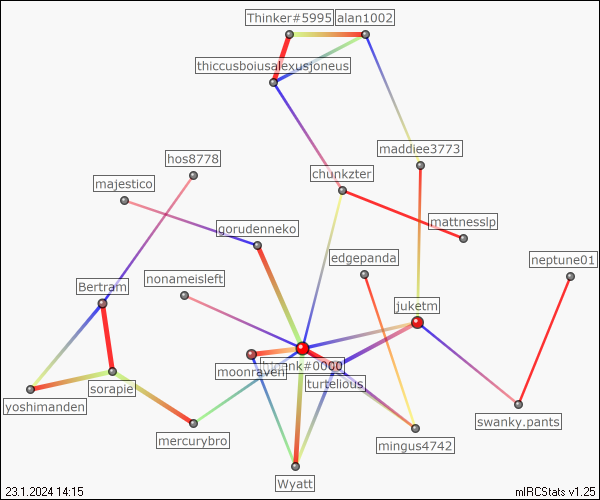 Thinker#5995 alan1002
thiccusboiusalexusjoneus
maddiee3773
hos8778
chunkzter
majestico
mattnesslp
gorudenneko
edgepanda
neptune01
nonameisleft
Bertram
juketm
moonraven #0000
turtelious
yoshimanden
sorapie
swanky.pants
mercurybro
mingus4742
Wyatt
23.1.2024 14:15
mIRCStats v1.25